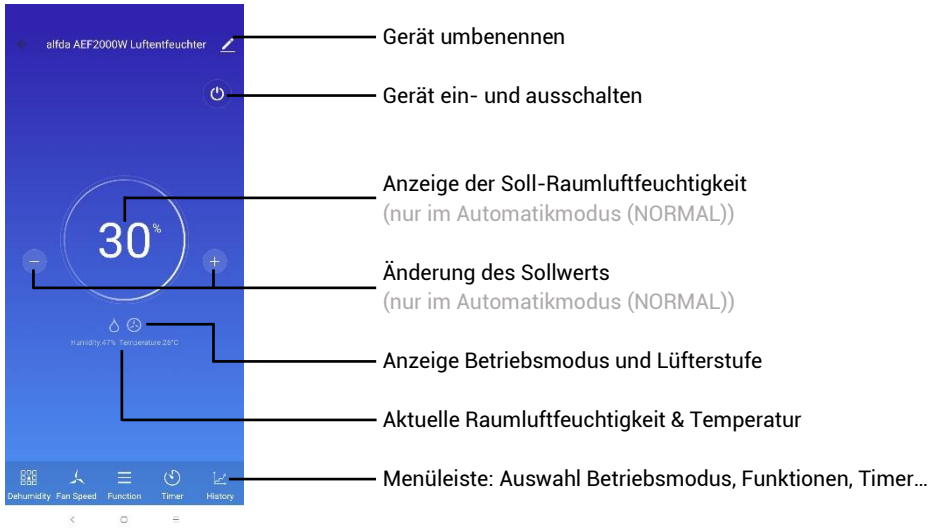 alfda AEF2000W Luftentfeuchter
Gerät umbenennen
Gerät ein- und ausschalten
Anzeige der Soll-Raumluftfeuchtigkeit
(nur im Automatikmodus (NORMAL))
30%
Änderung des Sollwerts
(nur im Automatikmodus (NORMAL))
Humidity:47% Temperature:26°C
Anzeige Betriebsmodus und Lüfterstufe
Aktuelle Raumluftfeuchtigkeit & Temperatur
Menüleiste: Auswahl Betriebsmodus, Funktionen, Timer…
Dehumidity Fan Speed Function Timer History